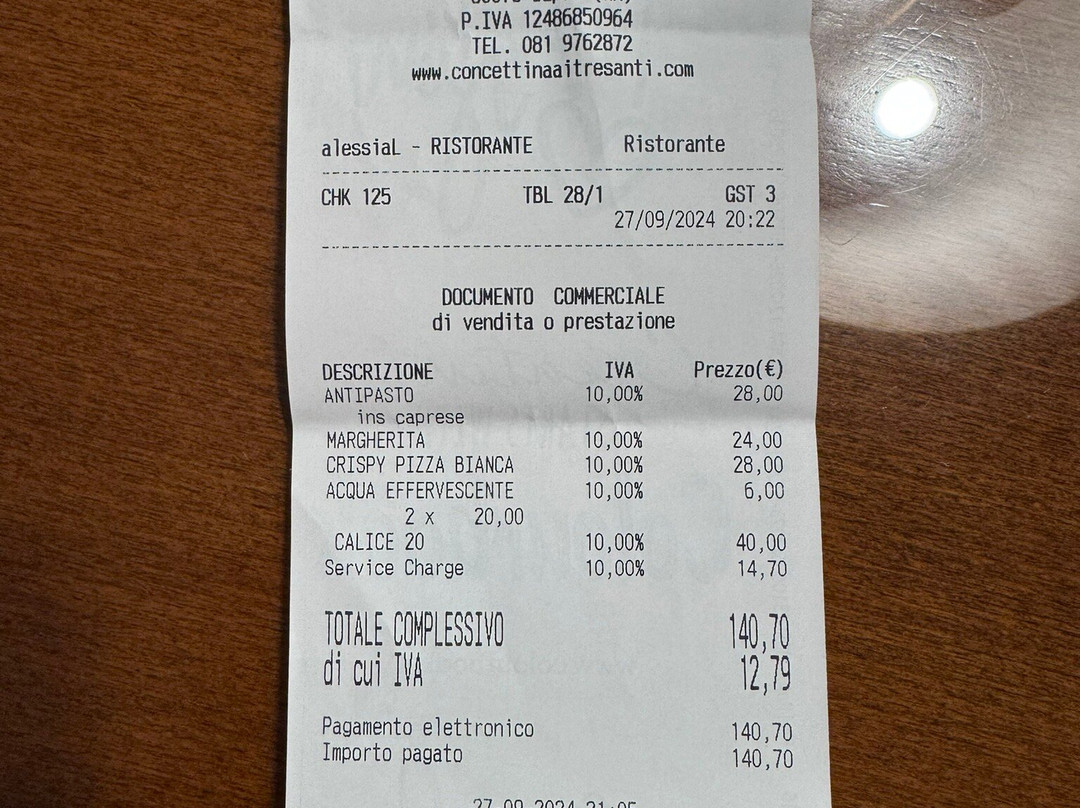 P.IVA 12486850964
TEL. 081 9762872
www.concettinaaitresanti.com
alessiaL - RISTORANTE Ristorante
CHK 125 TBL 28/1 GST 3
27/09/2024 20:22
DOCUMENTO COMMERCIALE
di vendita o prestazione
DESCRIZIONE IVA Prezzo(€)
ANTIPASTO 10,00% 28,00
ins caprese
MARGHERITA 10,00% 24,00
CRISPY PIZZA BIANCA 10,00% 28,00
ACQUA EFFERVESCENTE 10,00% 6,00
2 x 20,00
CALICE 20 10,00% 40,00
Service Charge 10,00% 14,70
TOTALE COMPLESSIVO 140,70
di cui IVA 12,79
Pagamento elettronico 140,70
Importo pagato 140,70